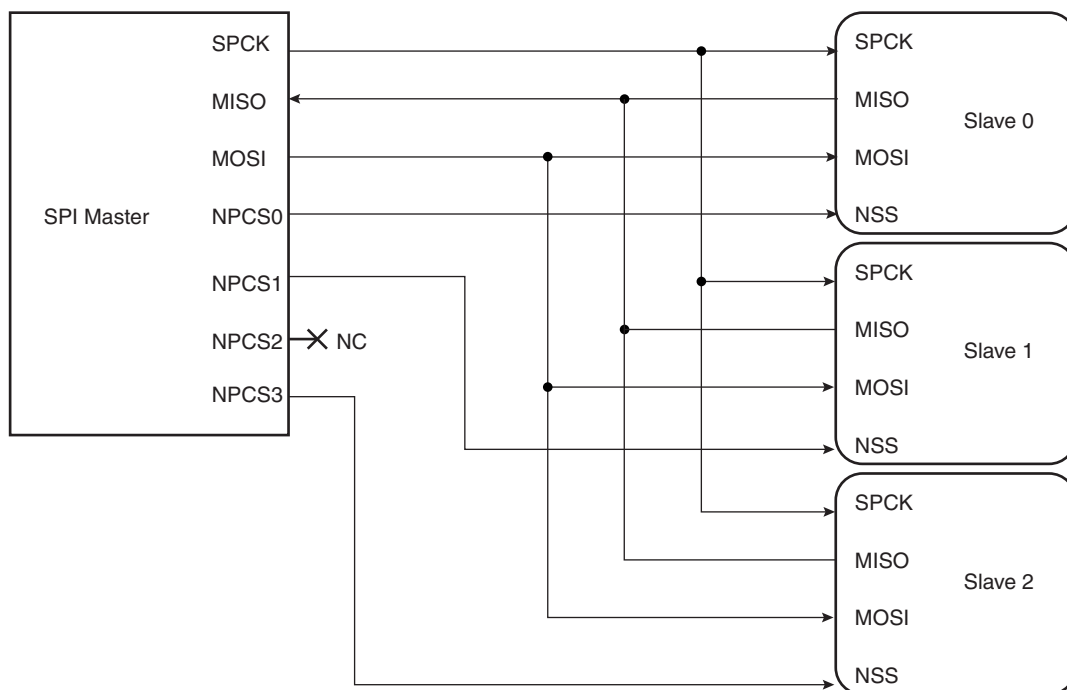 SPI Master
SPCK
MISO
MOSI
NPCS0
NPCS1
NPCS2
NC
NPCS3
SPCK
MISO
Slave 0
MOSI
NSS
SPCK
MISO
Slave 1
MOSI
NSS
SPCK
MISO
Slave 2
MOSI
NSS